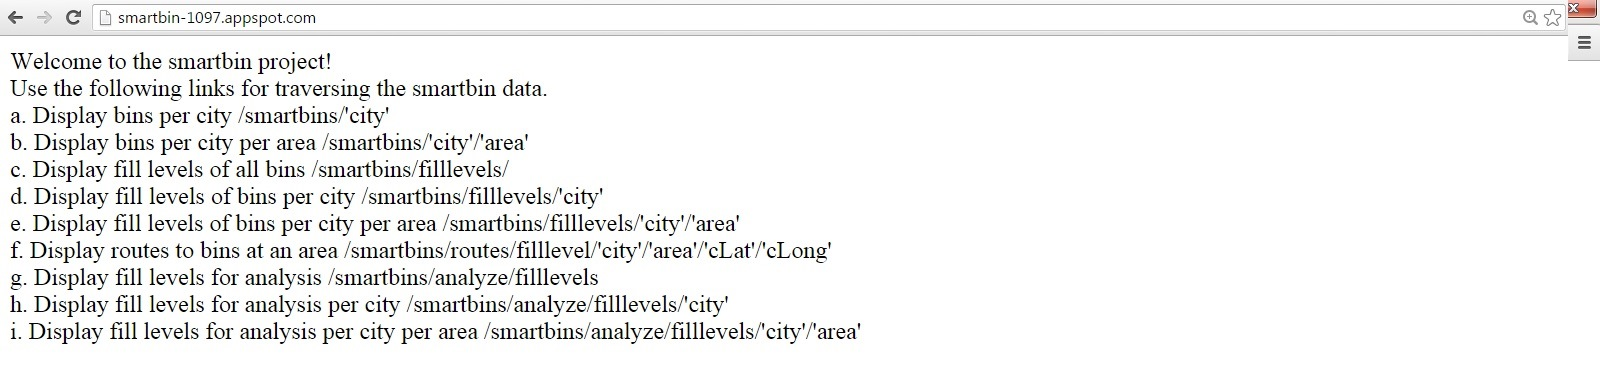 smartbin-1097.appspot.com
Welcome to the smartbin project!
Use the following links for traversing the smartbin data.
a. Display bins per city /smartbins/'city'
b. Display bins per city per area /smartbins/'city'/'area'
c. Display fill levels of all bins /smartbins/filllevels/
d. Display fill levels of bins per city /smartbins/filllevels/'city'
e. Display fill levels of bins per city per area /smartbins/filllevels/'city'/'area'
f. Display routes to bins at an area /smartbins/routes/filllevel/'city'/'area'/'cLat'/'cLong'
g. Display fill levels for analysis /smartbins/analyze/filllevels
h. Display fill levels for analysis per city /smartbins/analyze/filllevels/'city'
i. Display fill levels for analysis per city per area /smartbins/analyze/filllevels/'city'/'area'